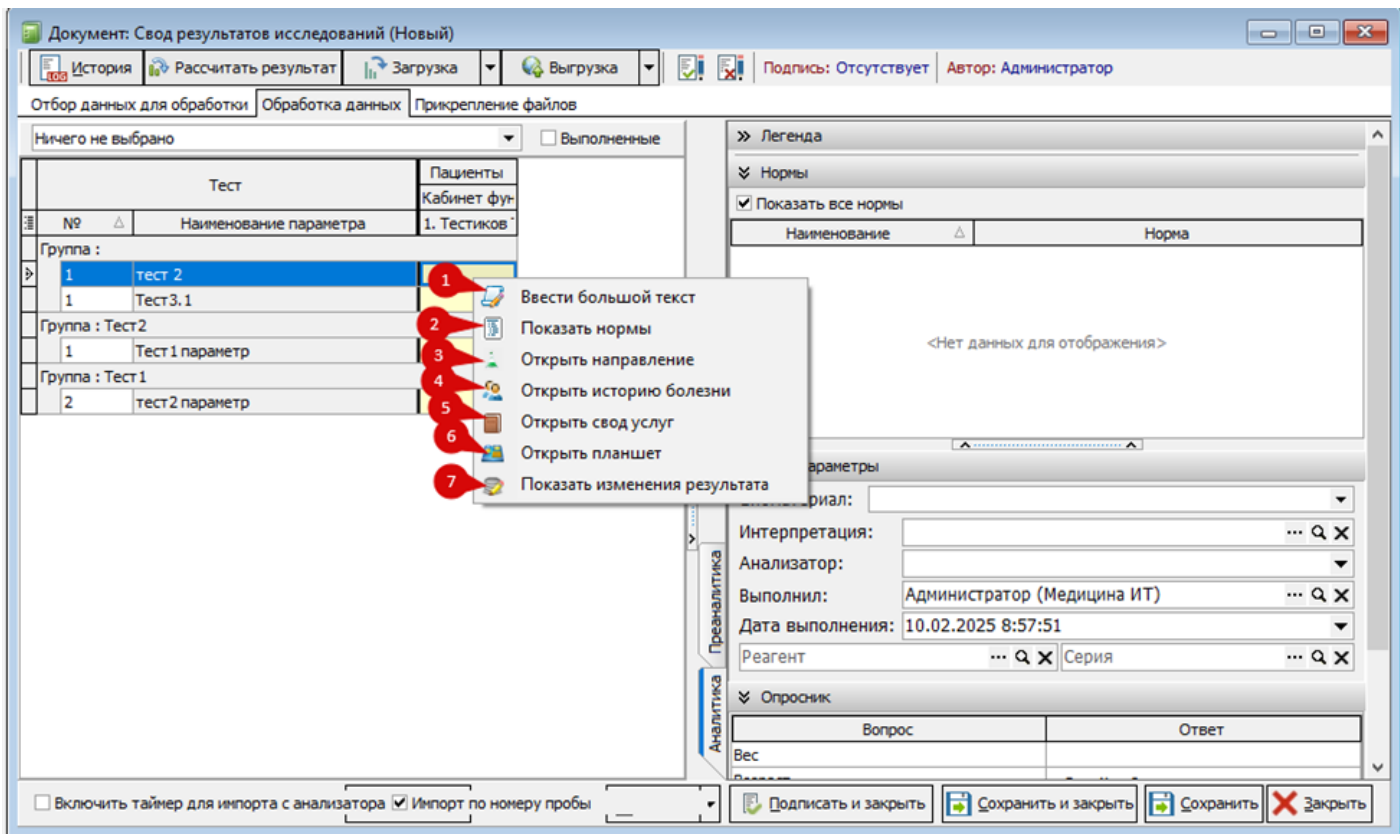 Документ: Свод результатов исследований (Новый)
История Рассчитать результат Загрузка Выгрузка Подпись: Отсутствует Автор: Администратор
Отбор данных для обработки Обработка данных Прикрепление файлов
Ничего не выбрано Выполненные
Тест Пациенты
Кабинет фун
№ Наименование параметра 1. Тестиков
Группа :
1 тест 2
1 Тест3.1
Группа : Тест2
1 Тест1 параметр
Группа : Тест1
2 тест2 параметр
1 Ввести большой текст
2 Показать нормы
3 Открыть направление
4 Открыть историю болезни
5 Открыть свод услуг
6 Открыть планшет
7 Показать изменения результата
Легенда
Нормы
Показать все нормы
Наименование Норма
<Нет данных для отображения>
араметры
Интерпретация:
Анализатор:
Выполнил: Администратор (Медицина ИТ)
Дата выполнения: 10.02.2025 8:57:51
Реагент Серия
Преаналитика
Аналитика
Опросник
Вопрос Ответ
Вес
Включить таймер для импорта с анализатора Импорт по номеру пробы
Подписать и закрыть Сохранить и закрыть Сохранить Закрыть